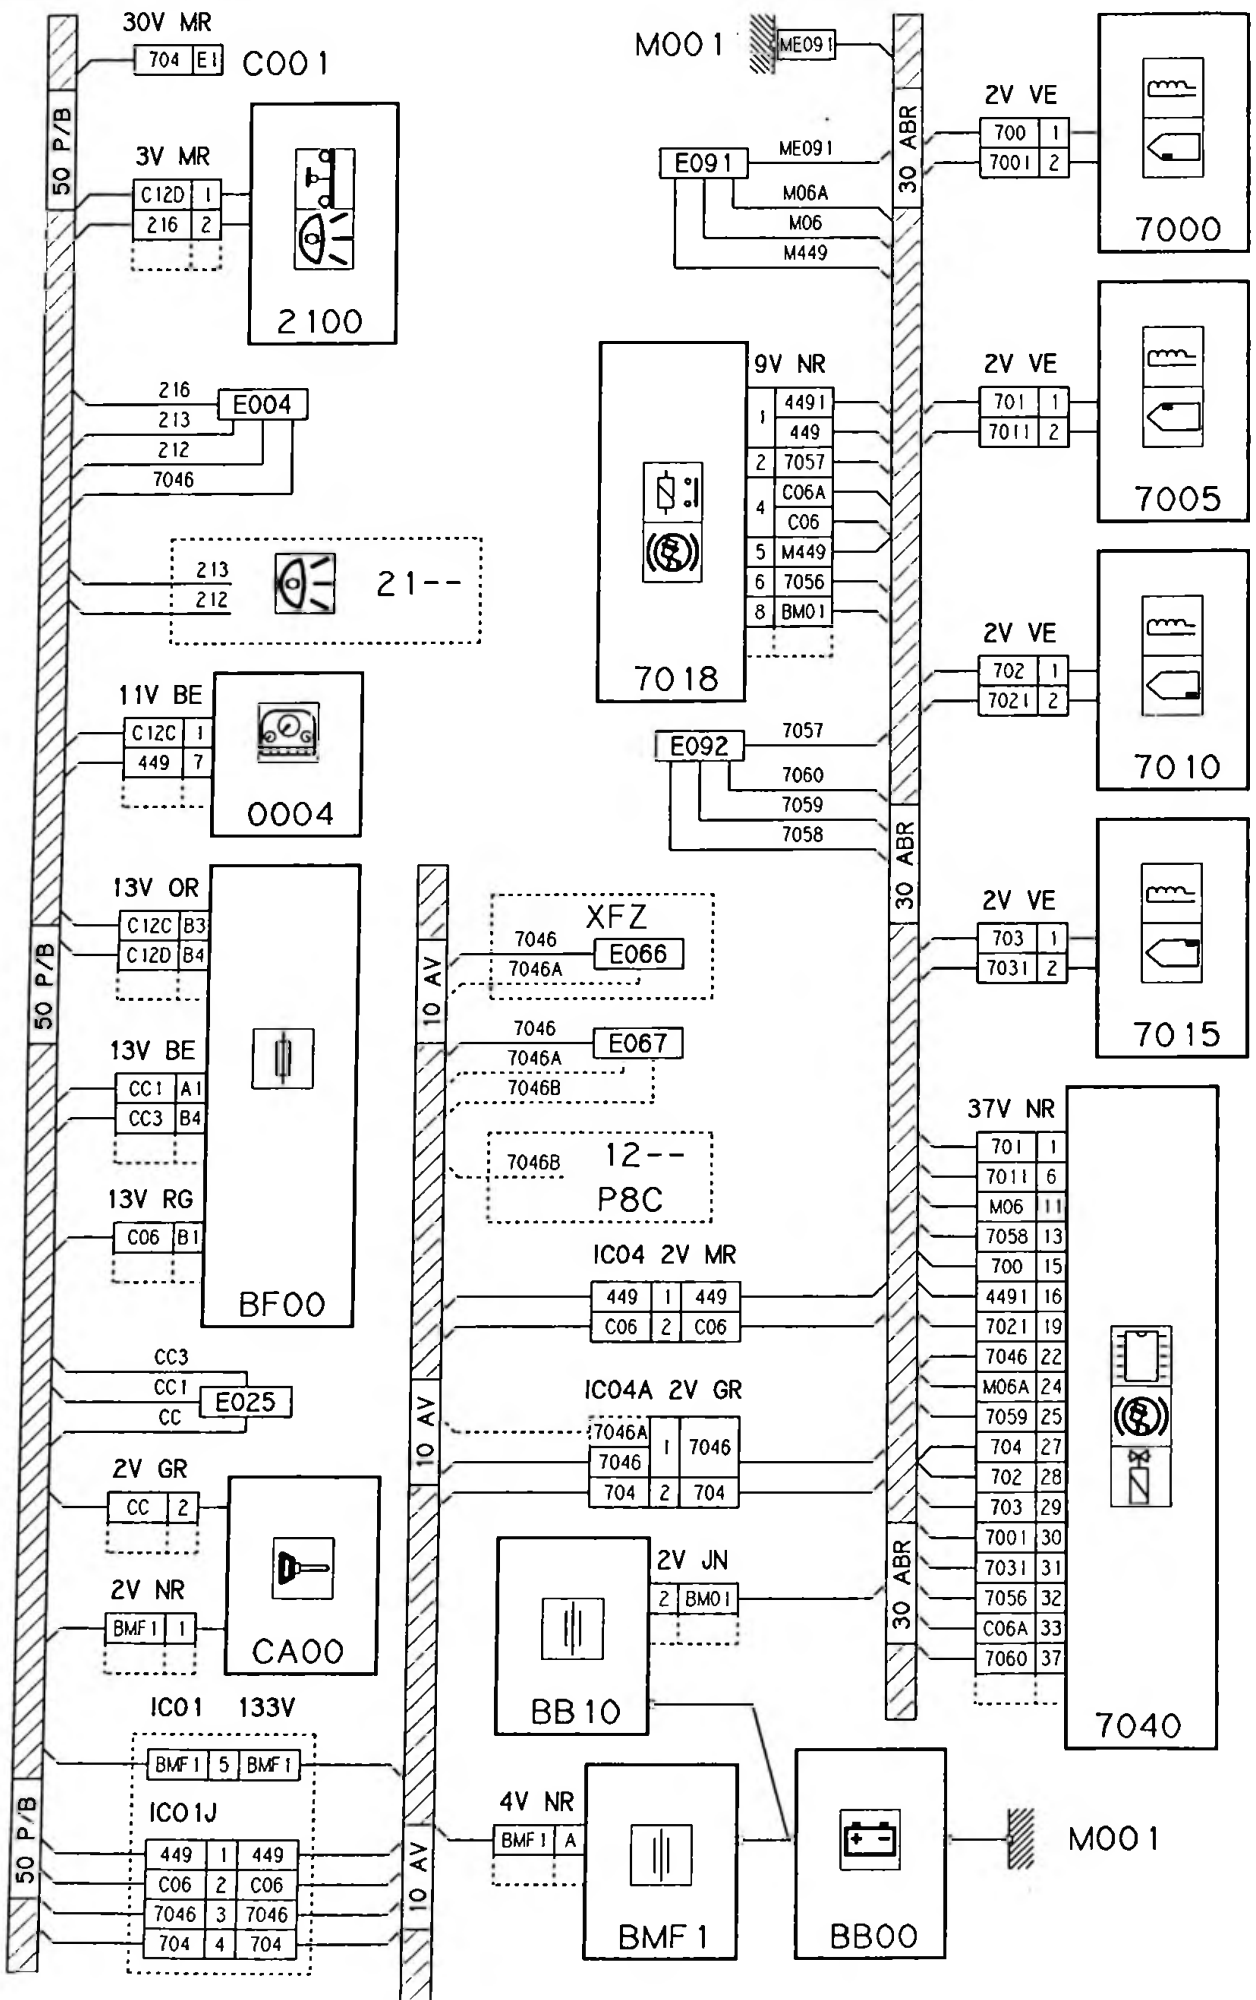 30V MR
704 E1
C001
50 P/B
3V MR
C12D 1
216 2
2100
216
E004
213
212
7046
213
212
21--
11V BE
C12C 1
449 7
0004
13V OR
C12C B3
C12D B4
50 P/B
13V BE
CC1 A1
CC3 B4
13V RG
C06 B1
BF00
CC3
CC1
E025
CC
2V GR
CC 2
2V NR
BMF1 1
CA00
IC01 133V
BMF1 5 BMF1
IC01J
50 P/B
449 1 449
C06 2 C06
7046 3 7046
704 4 704
10 AV
XFZ
7046
E066
7046A
7046
E067
7046A
7046B
7046B
12--
P8C
IC04 2V MR
449 1 449
C06 2 C06
10 AV
IC04A 2V GR
7046A 1 7046
7046
704 2 704
2V JN
2 BM01
BB10
10 AV
4V NR
BMF1 A
BMF1
BB00
M001
M001
ME091
30 ABR
E091
ME091
M06A
M06
M449
9V NR
1 4491
449
2 7057
4 C06A
C06
5 M449
6 7056
8 BM01
7018
E092
7057
7060
7059
7058
30 ABR
30 ABR
2V VE
700 1
7001 2
7000
2V VE
701 1
7011 2
7005
2V VE
702 1
7021 2
7010
2V VE
703 1
7031 2
7015
37V NR
701 1
7011 6
M06 11
7058 13
700 15
4491 16
7021 19
7046 22
M06A 24
7059 25
704 27
702 28
703 29
7001 30
7031 31
7056 32
C06A 33
7060 37
7040